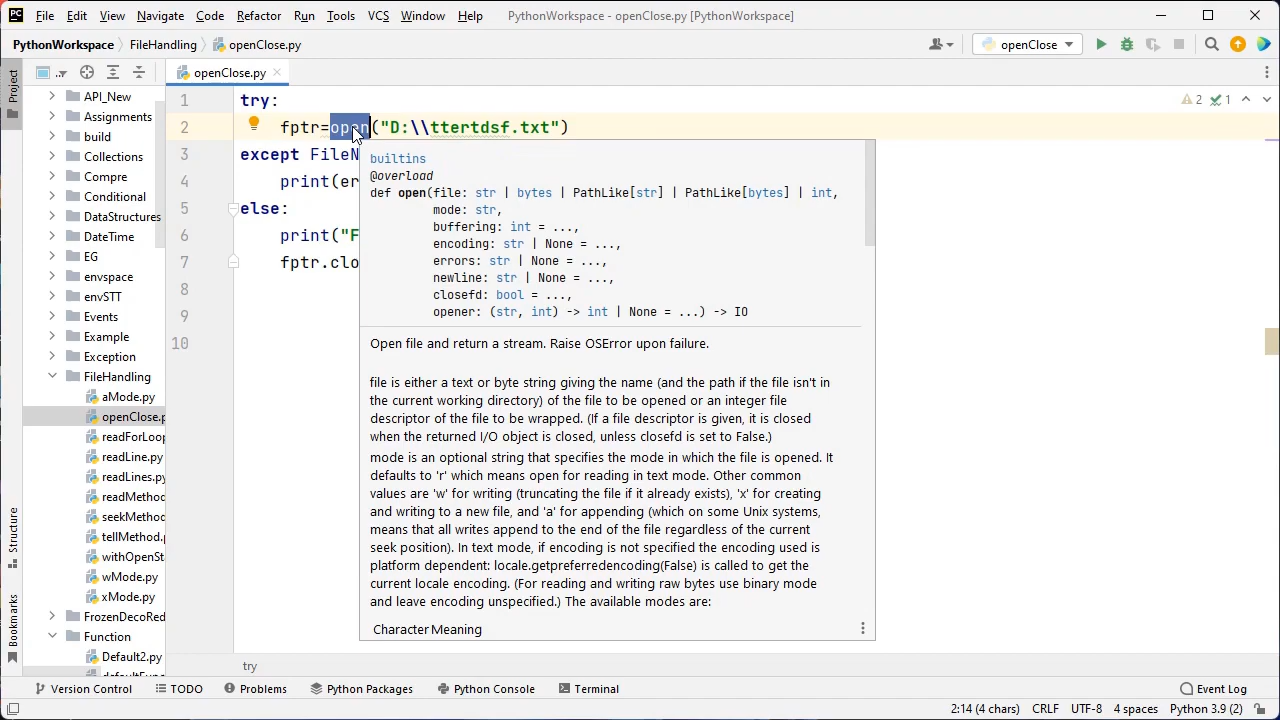 PC File Edit View Navigate Code Refactor Run Tools VCS Window Help PythonWorkspace - openClose.py [PythonWorkspace]
PythonWorkspace FileHandling openClose.py openClose
Project
openClose.py
API_New
Assignments
build
Collections
Compre
Conditional
DataStructures
DateTime
EG
envspace
envSTT
Events
Example
Exception
FileHandling
aMode.py
openClose.p
readForLoop
readLine.py
readLines.py
readMethod
seekMethod
tellMethod.
withOpenSt
wMode.py
xMode.py
FrozenDecoRed
Function
Default2.py
Structure
Bookmarks
2 1
1 try:
2 fptr=open("D:\\ttertdsf.txt")
3 except FileN
4 print(er
5 else:
6 print("F
7 fptr.clo
8
9
10
builtins
@overload
def open(file: str | bytes | PathLike[str] | PathLike[bytes] | int,
mode: str,
buffering: int = ...,
encoding: str | None = ...,
errors: str | None = ...,
newline: str | None = ...,
closefd: bool = ...,
opener: (str, int) -> int | None = ...) -> IO
Open file and return a stream. Raise OSError upon failure.
file is either a text or byte string giving the name (and the path if the file isn't in
the current working directory) of the file to be opened or an integer file
descriptor of the file to be wrapped. (If a file descriptor is given, it is closed
when the returned I/O object is closed, unless closefd is set to False.)
mode is an optional string that specifies the mode in which the file is opened. It
defaults to 'r' which means open for reading in text mode. Other common
values are 'w' for writing (truncating the file if it already exists), 'x' for creating
and writing to a new file, and 'a' for appending (which on some Unix systems,
means that all writes append to the end of the file regardless of the current
seek position). In text mode, if encoding is not specified the encoding used is
platform dependent: locale.getpreferredencoding(False) is called to get the
current locale encoding. (For reading and writing raw bytes use binary mode
and leave encoding unspecified.) The available modes are:
Character Meaning
try
Version Control TODO Problems Python Packages Python Console Terminal Event Log
2:14 (4 chars) CRLF UTF-8 4 spaces Python 3.9 (2)